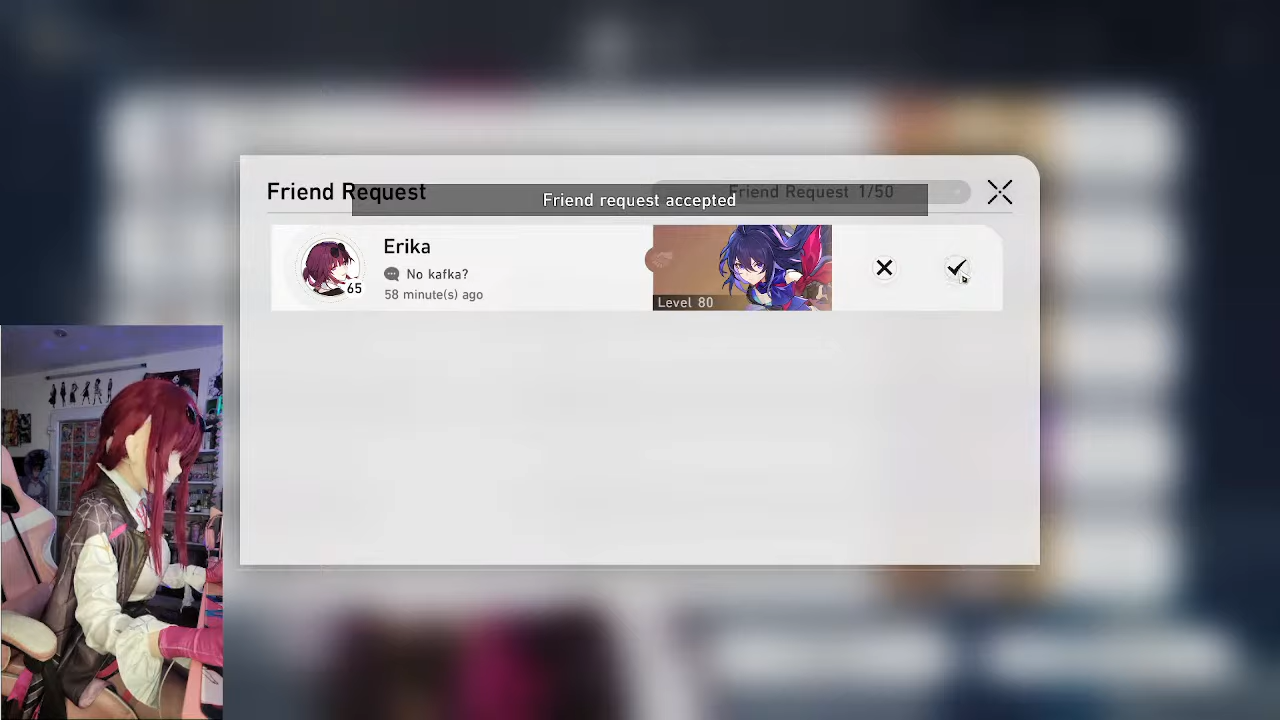 Friend Request
Friend Request 1/50
Friend request accepted
Erika
65
No kafka?
58 minute(s) ago
Level 80